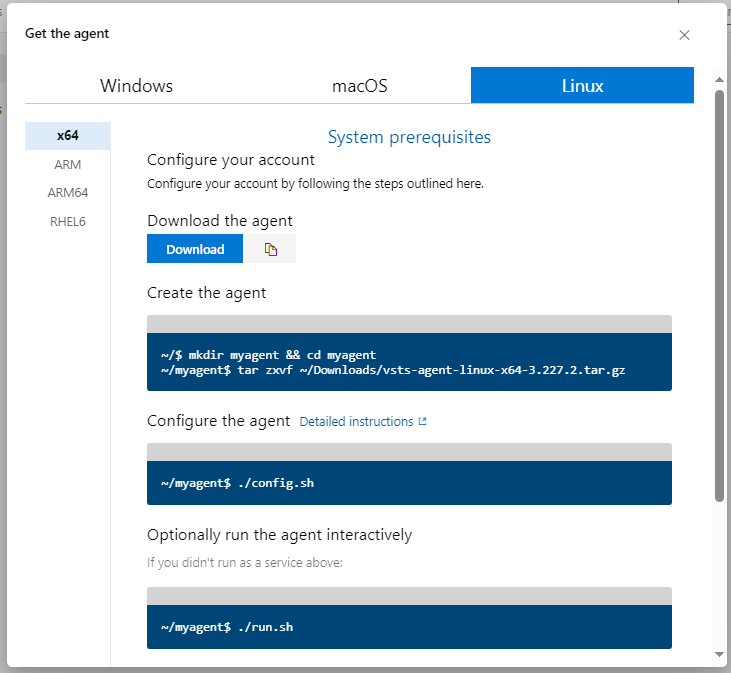 Get the agent
Windows
macOS
Linux
x64
ARM
ARM64
RHEL6
System prerequisites
Configure your account
Configure your account by following the steps outlined here.
Download the agent
Download
Create the agent
~/$ mkdir myagent && cd myagent
~/myagent$ tar zxvf ~/Downloads/vsts-agent-linux-x64-3.227.2.tar.gz
Configure the agent Detailed instructions
~/myagent$ ./config.sh
Optionally run the agent interactively
If you didn't run as a service above:
~/myagent$ ./run.sh